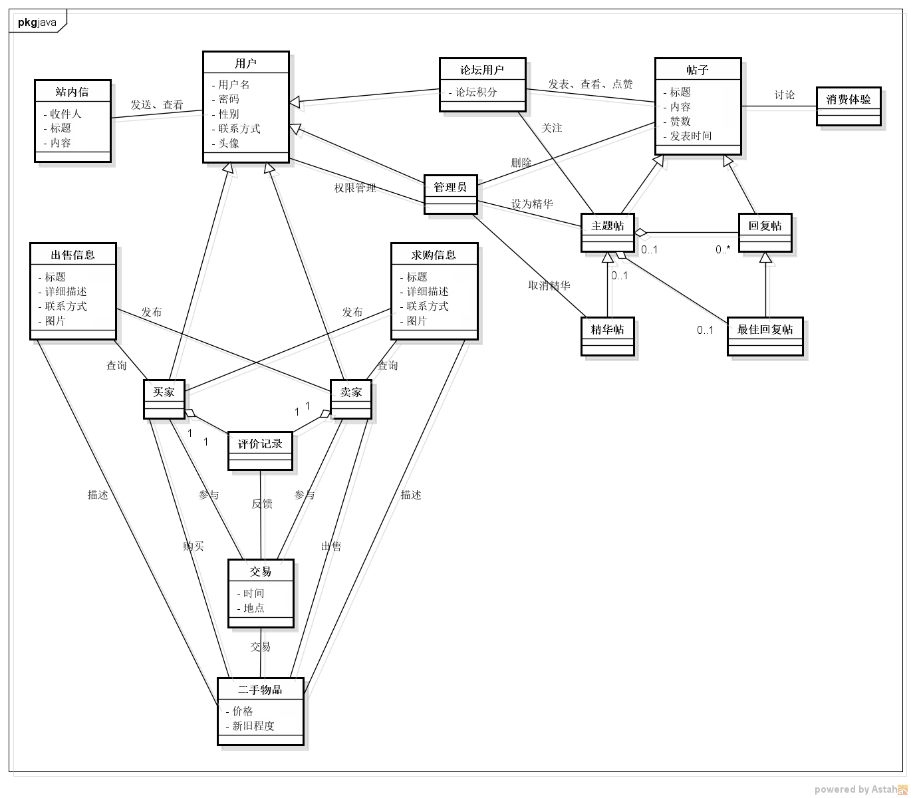 pkg java
用户
- 用户名
- 密码
- 性别
- 联系方式
- 头像
站内信
- 收件人
- 标题
- 内容
发送、查看
论坛用户
- 论坛积分
发表、查看、点赞
帖子
- 标题
- 内容
- 赞数
- 发表时间
讨论
消费体验
关注
删除
权限管理
管理员
设为精华
取消精华
主题帖
0..1
0..*
回复帖
0..1
0..1
精华帖
最佳回复帖
出售信息
- 标题
- 详细描述
- 联系方式
- 图片
发布
求购信息
- 标题
- 详细描述
- 联系方式
- 图片
发布
查询
查询
买家
卖家
1
1
1
1
评价记录
描述
参与
反馈
参与
描述
购买
出售
交易
- 时间
- 地点
交易
二手物品
- 价格
- 新旧程度
powered by Astah